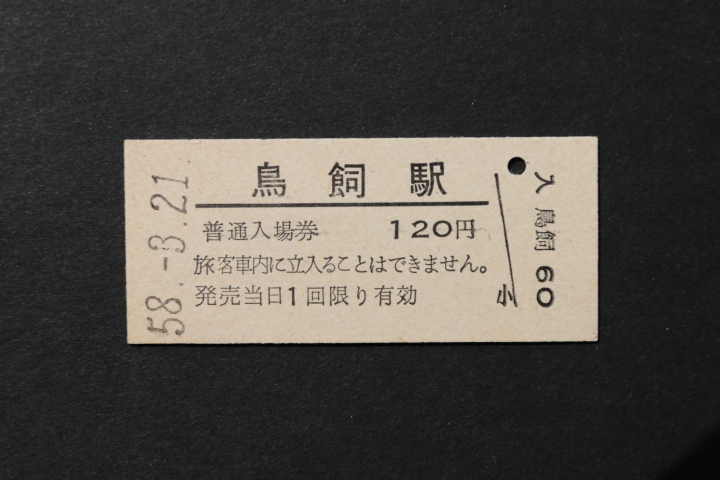 58.-3.21.
鳥飼駅
普通入場券 120円
旅客車内に立入ることはできません。
発売当日1回限り有効
小
入 鳥飼 60